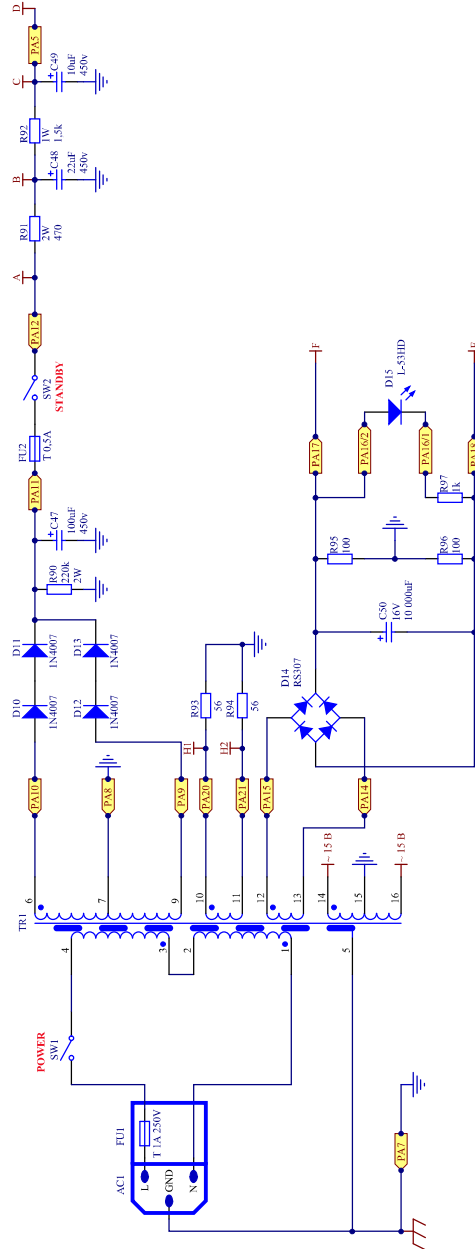 D
PA5
C
C49
10uF
450v
R92
1W
1,5k
B
C48
22uF
450v
R91
2W
470
A
PA12
SW2
STANDBY
FU2
T 0,5A
PA11
C47
100uF
450v
R90
220k
2W
D11
1N4007
D13
1N4007
D10
1N4007
D12
1N4007
PA10
PA8
PA9
H1
R93
56
H2
R94
56
PA20
PA21
D14
RS307
PA15
PA14
F
PA17
D15
L-53HD
PA16/2
PA16/1
R97
1k
PA18
R95
100
R96
100
C50
16V
10 000uF
TR1
6
7
9
10
11
12
13
14
15
16
~ 15 B
~ 15 B
4
3
2
1
5
POWER
SW1
FU1
T 1A 250V
AC1
L
GND
N
PA7